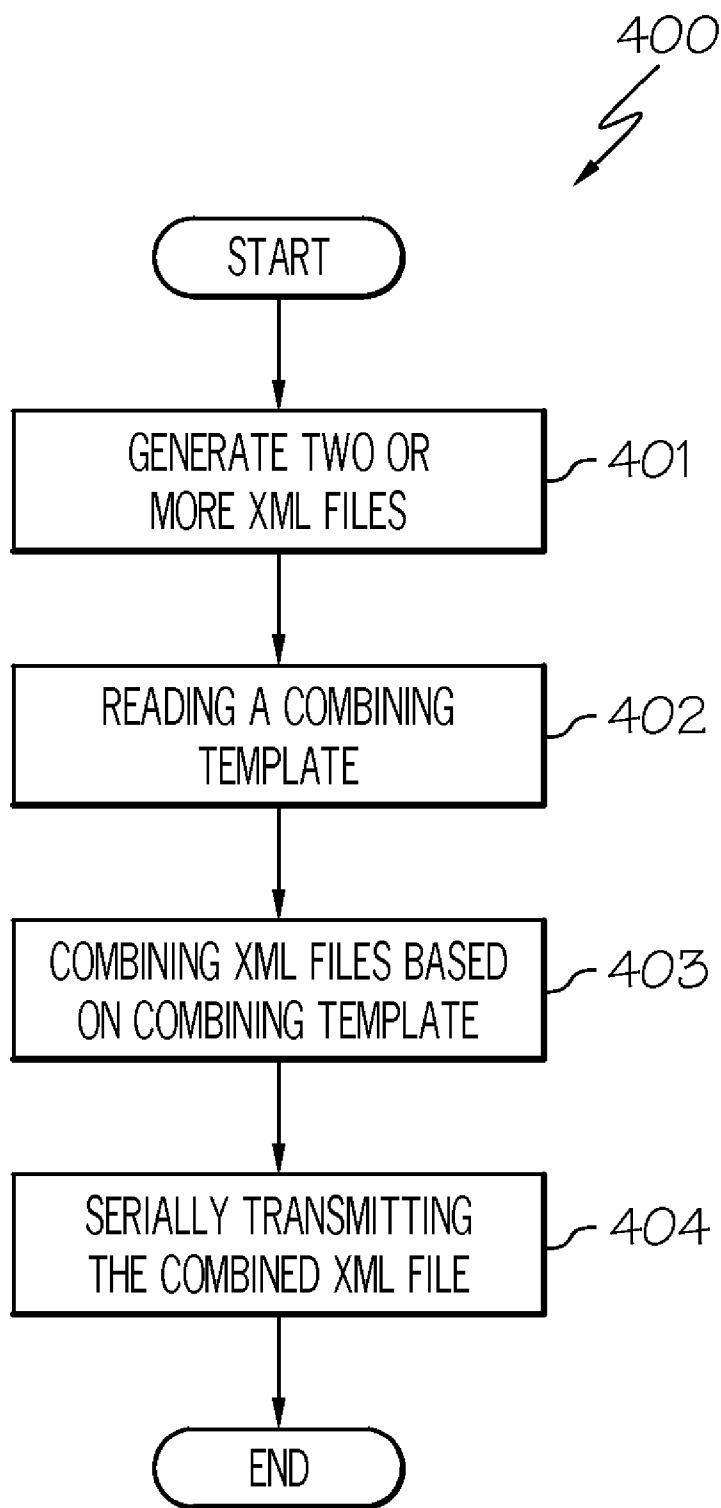 400
START
GENERATE TWO OR
MORE XML FILES
401
READING A COMBINING
TEMPLATE
402
COMBINING XML FILES BASED
ON COMBINING TEMPLATE
403
SERIALLY TRANSMITTING
THE COMBINED XML FILE
404
END